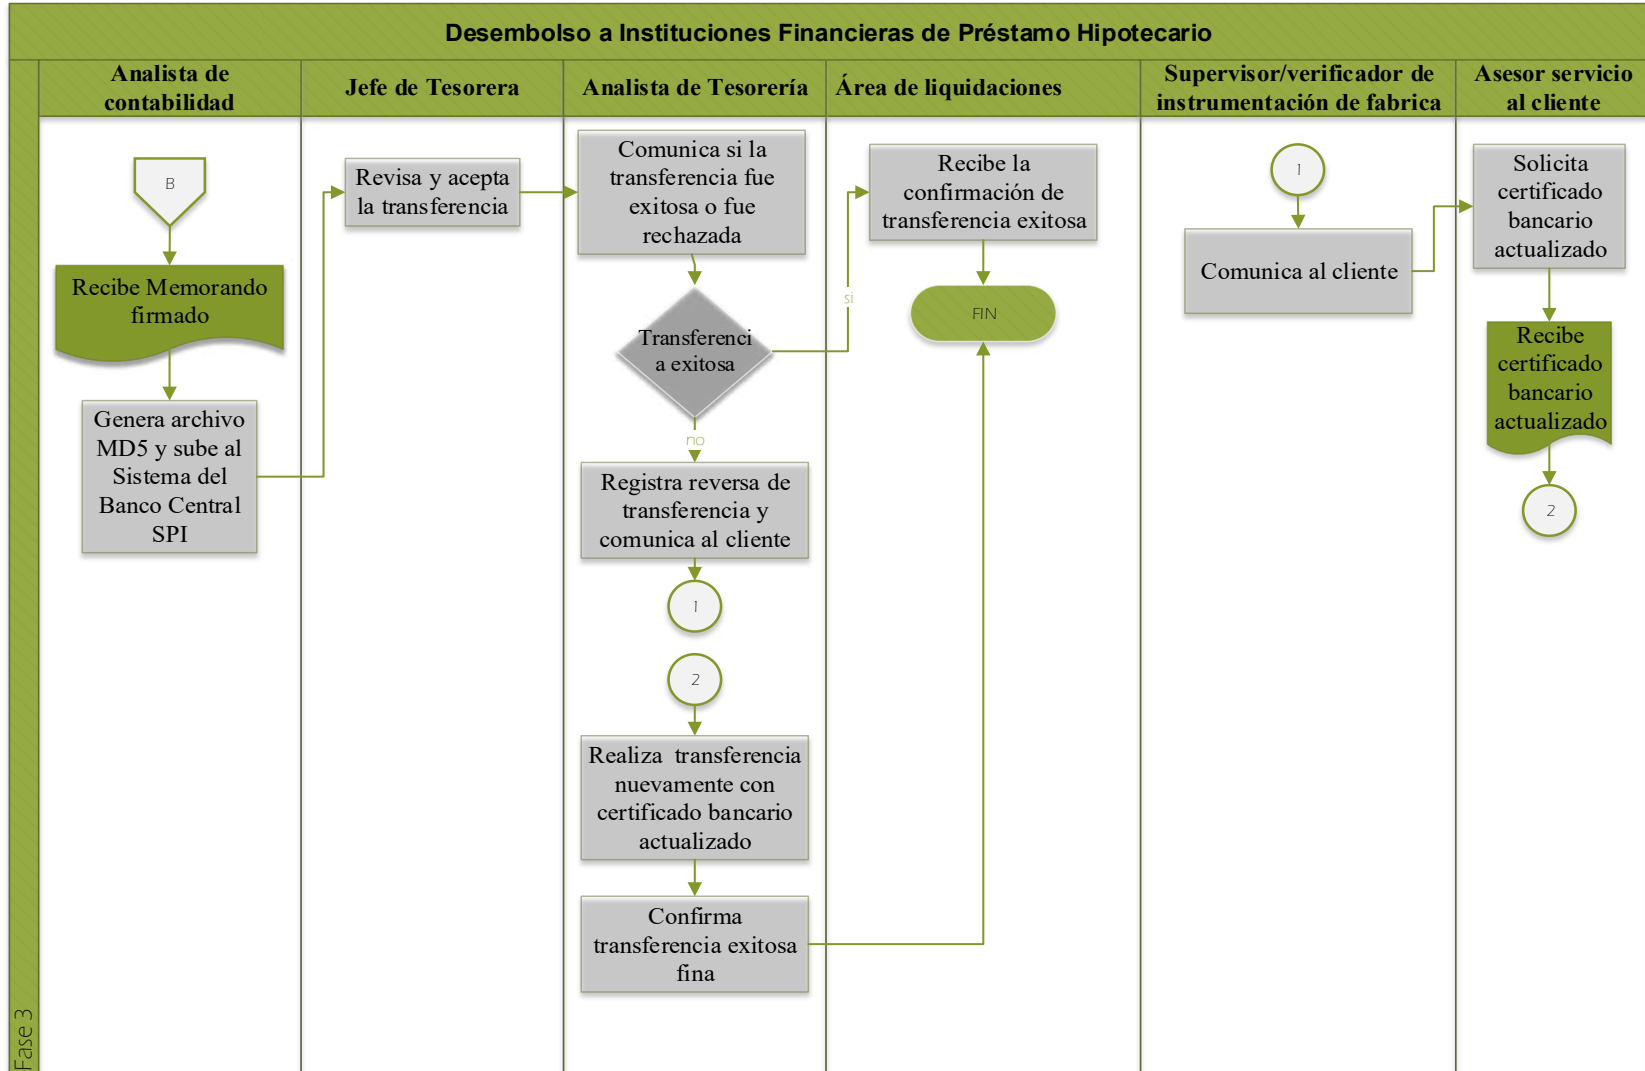 Desembolso a Instituciones Financieras de Préstamo Hipotecario
Analista de
contabilidad
Jefe de Tesorera
Analista de Tesorería
Área de liquidaciones
Supervisor/verificador de
instrumentación de fabrica
Asesor servicio
al cliente
B
Recibe Memorando
firmado
Genera archivo
MD5 y sube al
Sistema del
Banco Central
SPI
Revisa y acepta
la transferencia
Comunica si la
transferencia fue
exitosa o fue
rechazada
Transferenci
a exitosa
si
no
Registra reversa de
transferencia y
comunica al cliente
1
2
Realiza  transferencia
nuevamente con
certificado bancario
actualizado
Confirma
transferencia exitosa
fina
Recibe la
confirmación de
transferencia exitosa
FIN
1
Comunica al cliente
Solicita
certificado
bancario
actualizado
Recibe
certificado
bancario
actualizado
2
Fase 3